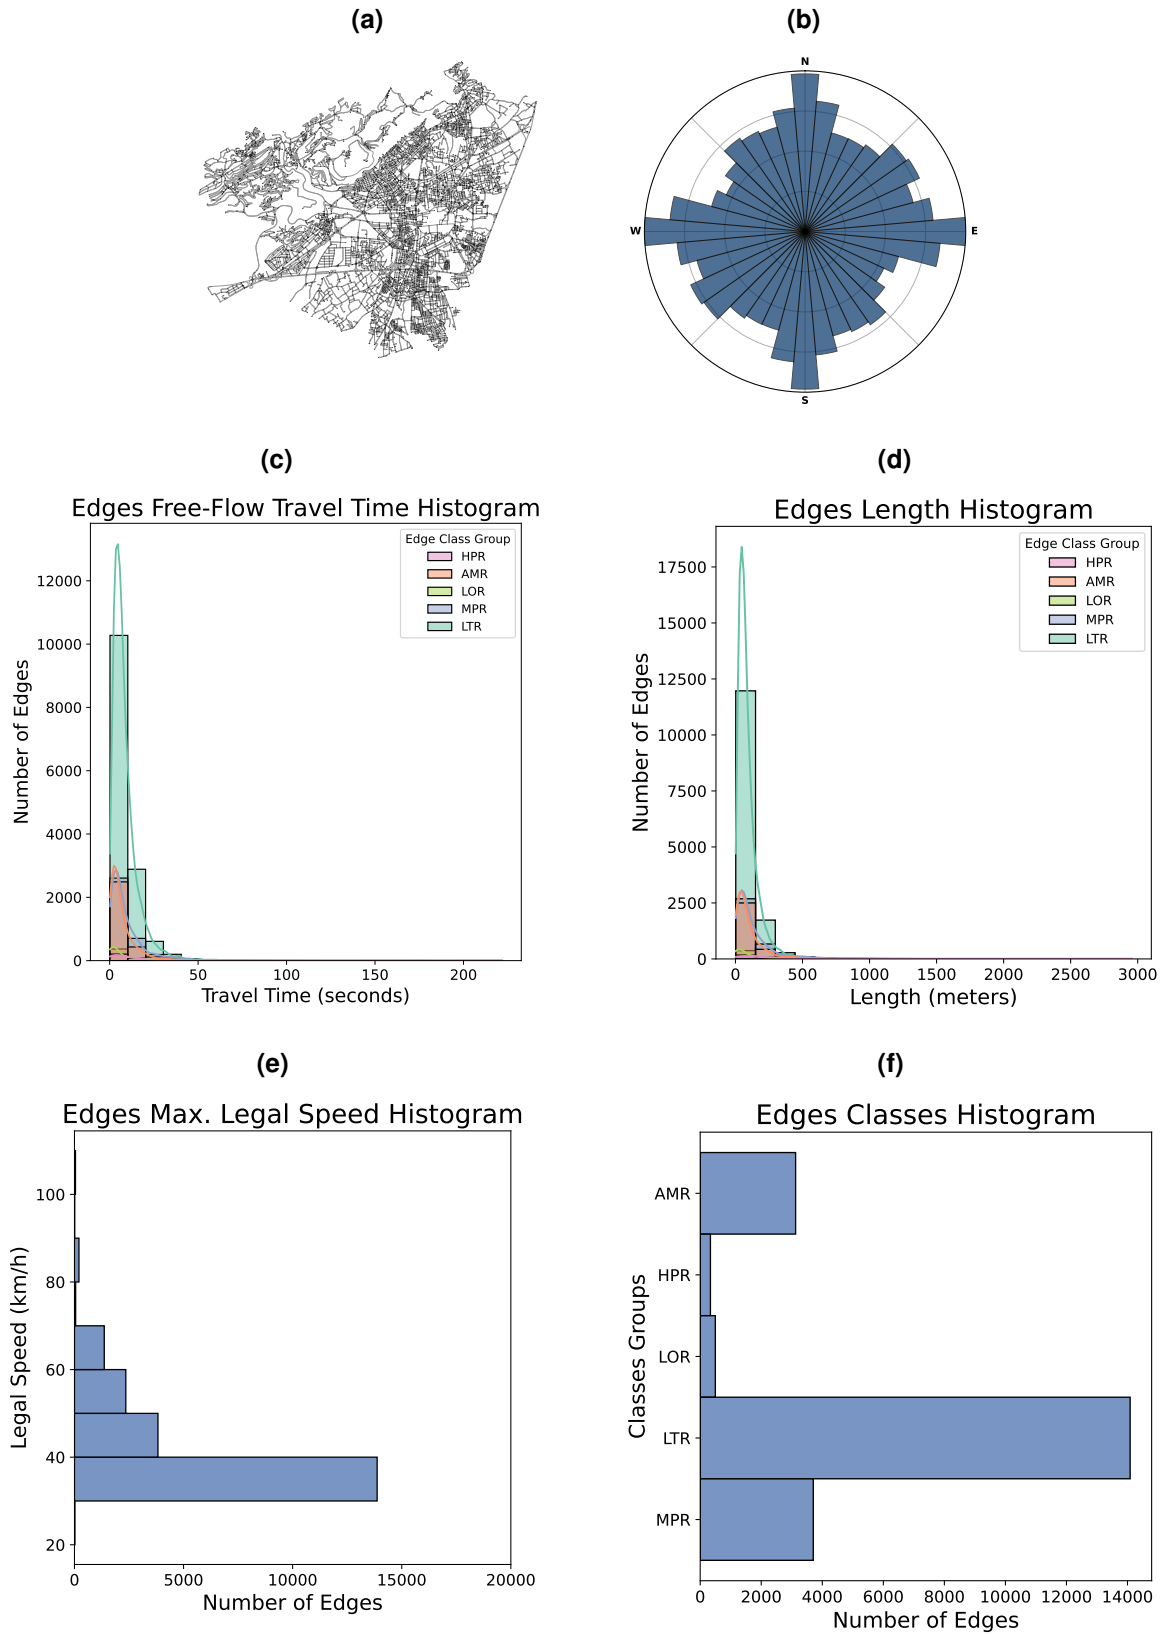 (a)
(b)
N
W
E
S
(c)
(d)
Edges Free-Flow Travel Time Histogram
Edge Class Group
HPR
AMR
LOR
MPR
LTR
12000
10000
8000
6000
4000
2000
0
Number of Edges
0
50
100
150
200
Travel Time (seconds)
Edges Length Histogram
Edge Class Group
HPR
AMR
LOR
MPR
LTR
17500
15000
12500
10000
7500
5000
2500
0
Number of Edges
0
500
1000
1500
2000
2500
3000
Length (meters)
(e)
(f)
Edges Max. Legal Speed Histogram
100
80
60
40
20
Legal Speed (km/h)
0
5000
10000
15000
20000
Number of Edges
Edges Classes Histogram
AMR
HPR
LOR
LTR
MPR
Classes Groups
0
2000
4000
6000
8000
10000
12000
14000
Number of Edges